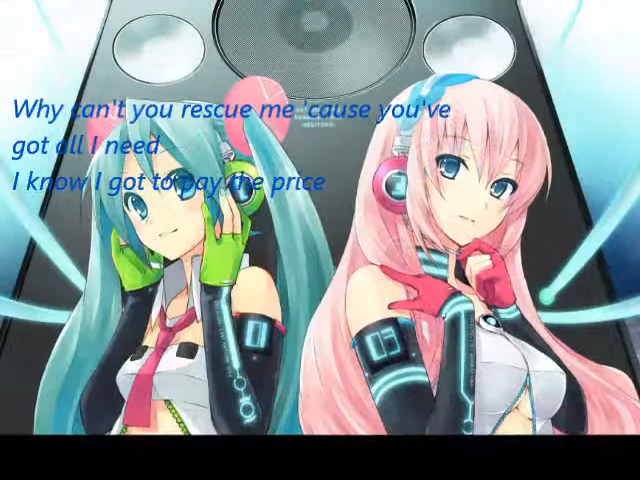 Why can't you rescue me 'cause you've
got all I need
I know I got to pay the price